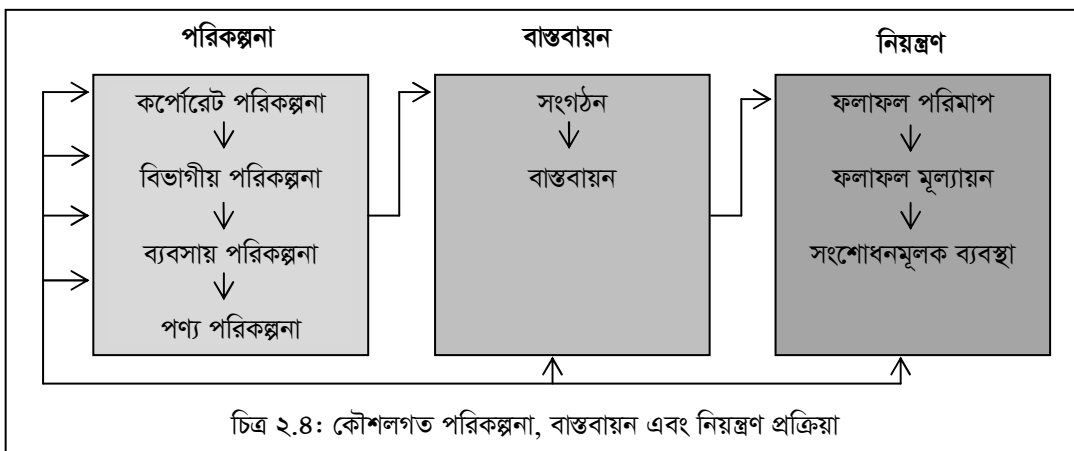 পরিকল্পনা
কর্পোরেট পরিকল্পনা
বিভাগীয় পরিকল্পনা
ব্যবসায় পরিকল্পনা
পণ্য পরিকল্পনা
বাস্তবায়ন
সংগঠন
বাস্তবায়ন
নিয়ন্ত্রণ
ফলাফল পরিমাপ
ফলাফল মূল্যায়ন
সংশোধনমূলক ব্যবস্থা
চিত্র ২.৪: কৌশলগত পরিকল্পনা, বাস্তবায়ন এবং নিয়ন্ত্রণ প্রক্রিয়া